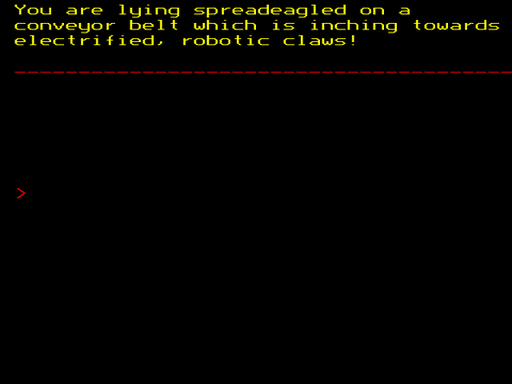 You are lying spreadeagled on a
conveyor belt which is inching towards
electrified, robotic claws!
>